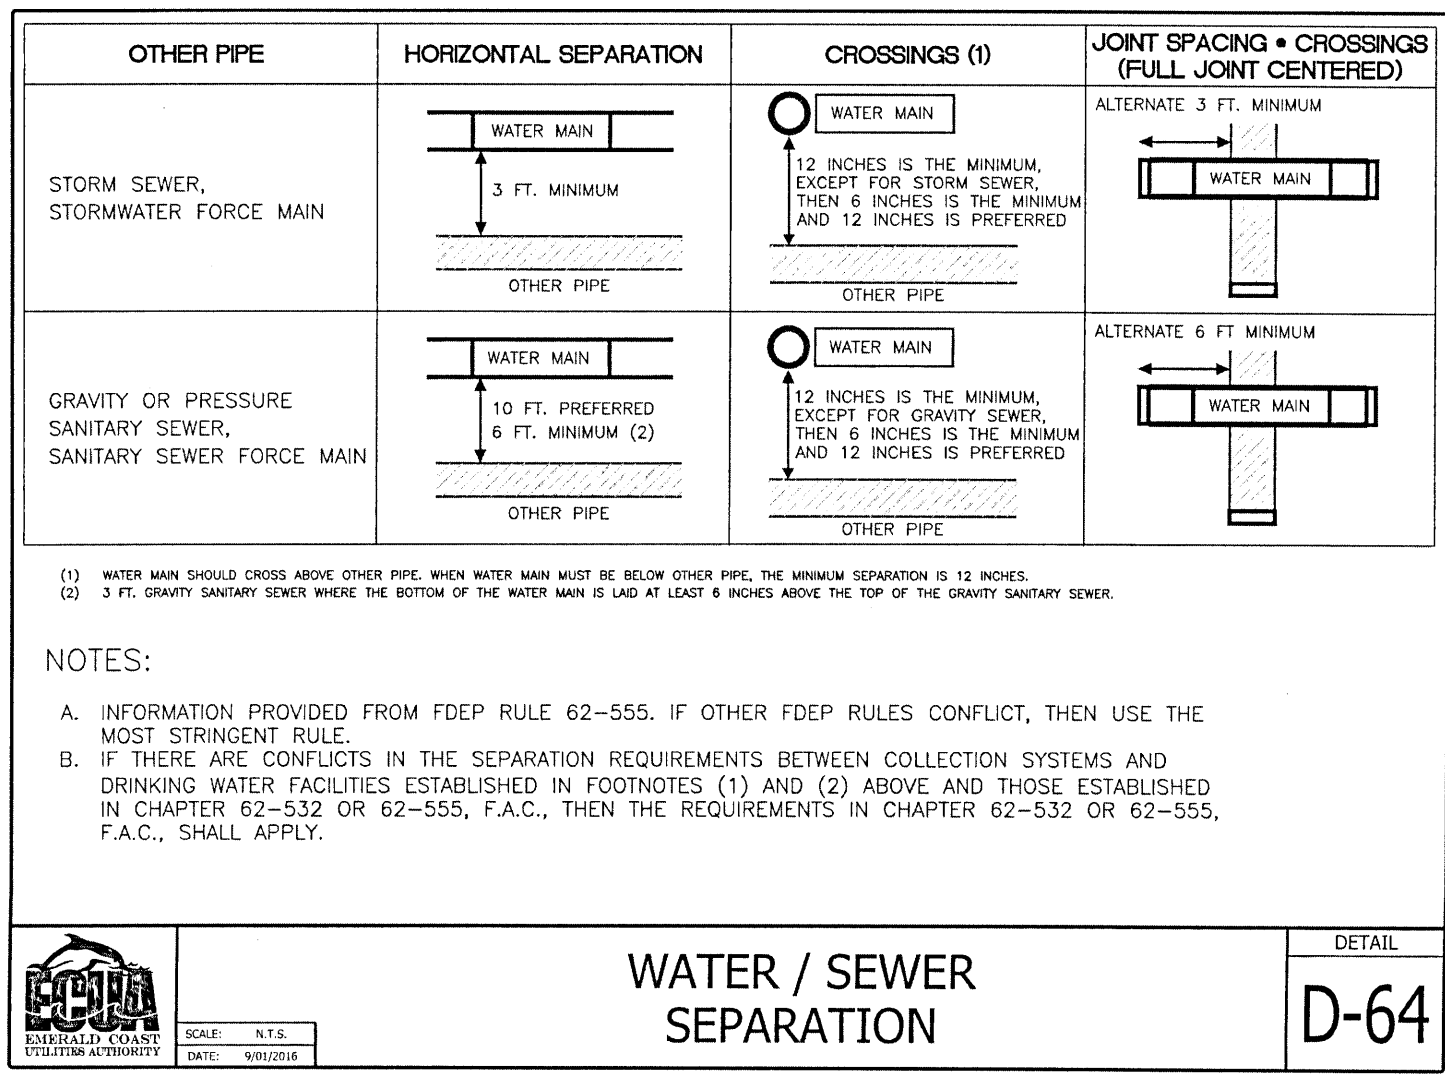 OTHER PIPE
HORIZONTAL SEPARATION
CROSSINGS (1)
JOINT SPACING • CROSSINGS
(FULL JOINT CENTERED)
STORM SEWER,
STORMWATER FORCE MAIN
WATER MAIN
3 FT. MINIMUM
OTHER PIPE
WATER MAIN
12 INCHES IS THE MINIMUM,
EXCEPT FOR STORM SEWER,
THEN 6 INCHES IS THE MINIMUM
AND 12 INCHES IS PREFERRED
OTHER PIPE
ALTERNATE 3 FT. MINIMUM
WATER MAIN
GRAVITY OR PRESSURE
SANITARY SEWER,
SANITARY SEWER FORCE MAIN
WATER MAIN
10 FT. PREFERRED
6 FT. MINIMUM (2)
OTHER PIPE
WATER MAIN
12 INCHES IS THE MINIMUM,
EXCEPT FOR GRAVITY SEWER,
THEN 6 INCHES IS THE MINIMUM
AND 12 INCHES IS PREFERRED
OTHER PIPE
ALTERNATE 6 FT MINIMUM
WATER MAIN
(1) WATER MAIN SHOULD CROSS ABOVE OTHER PIPE. WHEN WATER MAIN MUST BE BELOW OTHER PIPE, THE MINIMUM SEPARATION IS 12 INCHES.
(2) 3 FT. GRAVITY SANITARY SEWER WHERE THE BOTTOM OF THE WATER MAIN IS LAID AT LEAST 6 INCHES ABOVE THE TOP OF THE GRAVITY SANITARY SEWER.
NOTES:
A. INFORMATION PROVIDED FROM FDEP RULE 62-555. IF OTHER FDEP RULES CONFLICT, THEN USE THE
MOST STRINGENT RULE.
B. IF THERE ARE CONFLICTS IN THE SEPARATION REQUIREMENTS BETWEEN COLLECTION SYSTEMS AND
DRINKING WATER FACILITIES ESTABLISHED IN FOOTNOTES (1) AND (2) ABOVE AND THOSE ESTABLISHED
IN CHAPTER 62-532 OR 62-555, F.A.C., THEN THE REQUIREMENTS IN CHAPTER 62-532 OR 62-555,
F.A.C., SHALL APPLY.
ECUA
EMERALD COAST
UTILITIES AUTHORITY
SCALE: N.T.S.
DATE: 9/01/2016
WATER / SEWER
SEPARATION
DETAIL
D-64